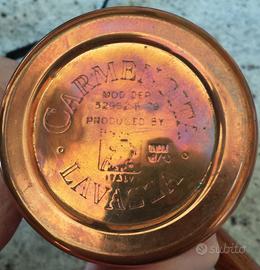 CARMENCITA
MOD DEP
PRODUCED BY
ITALY
LAVAZZA
subito